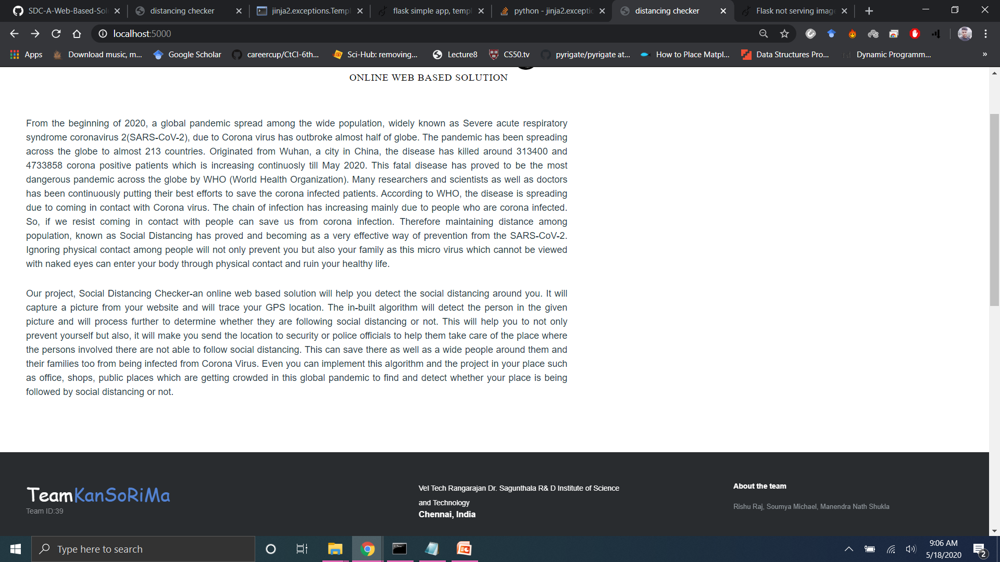 SDC-A-Web-Based-Sol
distancing checker
jinja2.exceptions.Templ
flask simple app, templ
python - jinja2.exceptic
distancing checker
Flask not serving image
localhost:5000
Apps
Download music, m...
Google Scholar
careercup/CtCI-6th...
Sci-Hub: removing...
Lecture8
CS50.tv
pyrigate/pyrigate at...
How to Place Matpl...
Data Structures Pro...
Dynamic Programm...
»
ONLINE WEB BASED SOLUTION
From the beginning of 2020, a global pandemic spread among the wide population, widely known as Severe acute respiratory
syndrome coronavirus 2(SARS-CoV-2), due to Corona virus has outbroke almost half of globe. The pandemic has been spreading
across the globe to almost 213 countries. Originated from Wuhan, a city in China, the disease has killed around 313400 and
4733858 corona positive patients which is increasing continuosly till May 2020. This fatal disease has proved to be the most
dangerous pandemic across the globe by WHO (World Health Organization). Many researchers and scientists as well as doctors
has been continuously putting their best efforts to save the corona infected patients. According to WHO, the disease is spreading
due to coming in contact with Corona virus. The chain of infection has increasing mainly due to people who are corona infected.
So, if we resist coming in contact with people can save us from corona infection. Therefore maintaining distance among
population, known as Social Distancing has proved and becoming as a very effective way of prevention from the SARS-CoV-2.
Ignoring physical contact among people will not only prevent you but also your family as this micro virus which cannot be viewed
with naked eyes can enter your body through physical contact and ruin your healthy life.
Our project, Social Distancing Checker-an online web based solution will help you detect the social distancing around you. It will
capture a picture from your website and will trace your GPS location. The in-built algorithm will detect the person in the given
picture and will process further to determine whether they are following social distancing or not. This will help you to not only
prevent yourself but also, it will make you send the location to security or police officials to help them take care of the place where
the persons involved there are not able to follow social distancing. This can save there as well as a wide people around them and
their families too from being infected from Corona Virus. Even you can implement this algorithm and the project in your place such
as office, shops, public places which are getting crowded in this global pandemic to find and detect whether your place is being
followed by social distancing or not.
TeamKanSoRiMa
Team ID:39
Vel Tech Rangarajan Dr. Sagunthala R& D Institute of Science
and Technology
Chennai, India
About the team
Rishu Raj, Soumya Michael, Manendra Nath Shukla
Type here to search
9:06 AM
5/18/2020
2